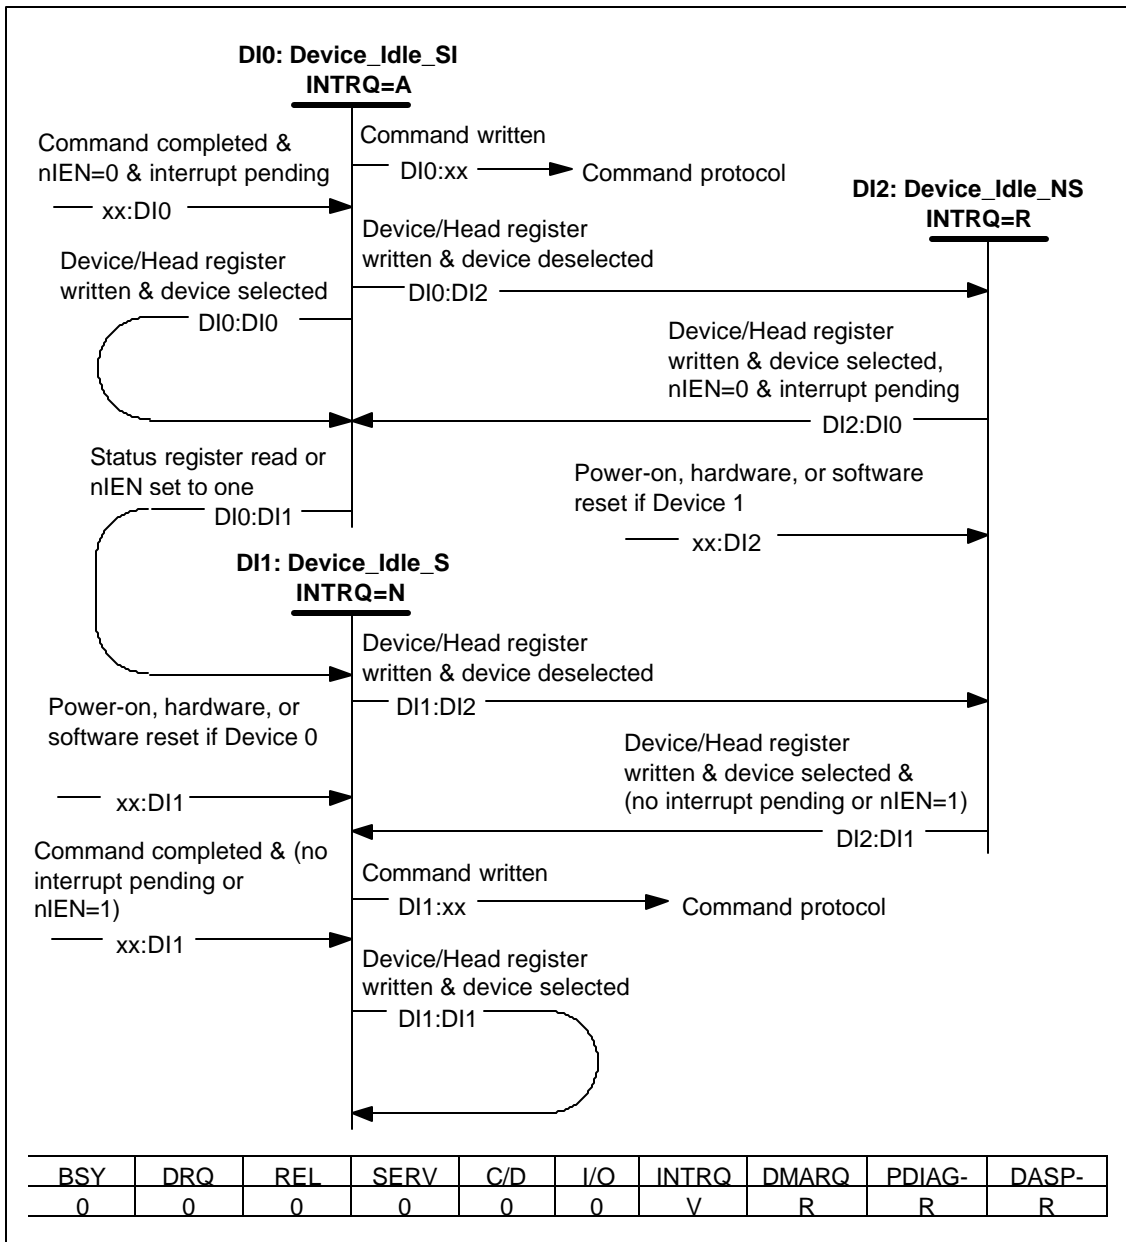 DI0: Device_Idle_SI
INTRQ=A
Command completed &
nIEN=0 & interrupt pending
xx:DI0
Command written
DI0:xx
Command protocol
DI2: Device_Idle_NS
INTRQ=R
Device/Head register
written & device deselected
DI0:DI2
Device/Head register
written & device selected
DI0:DI0
Device/Head register
written & device selected,
nIEN=0 & interrupt pending
DI2:DI0
Status register read or
nIEN set to one
DI0:DI1
Power-on, hardware, or software
reset if Device 1
xx:DI2
DI1: Device_Idle_S
INTRQ=N
Device/Head register
written & device deselected
DI1:DI2
Power-on, hardware, or
software reset if Device 0
xx:DI1
Device/Head register
written & device selected &
(no interrupt pending or nIEN=1)
DI2:DI1
Command completed & (no
interrupt pending or
nIEN=1)
xx:DI1
Command written
DI1:xx
Command protocol
Device/Head register
written & device selected
DI1:DI1
BSY DRQ REL SERV C/D I/O INTRQ DMARQ PDIAG- DASP-
0 0 0 0 0 0 V R R R